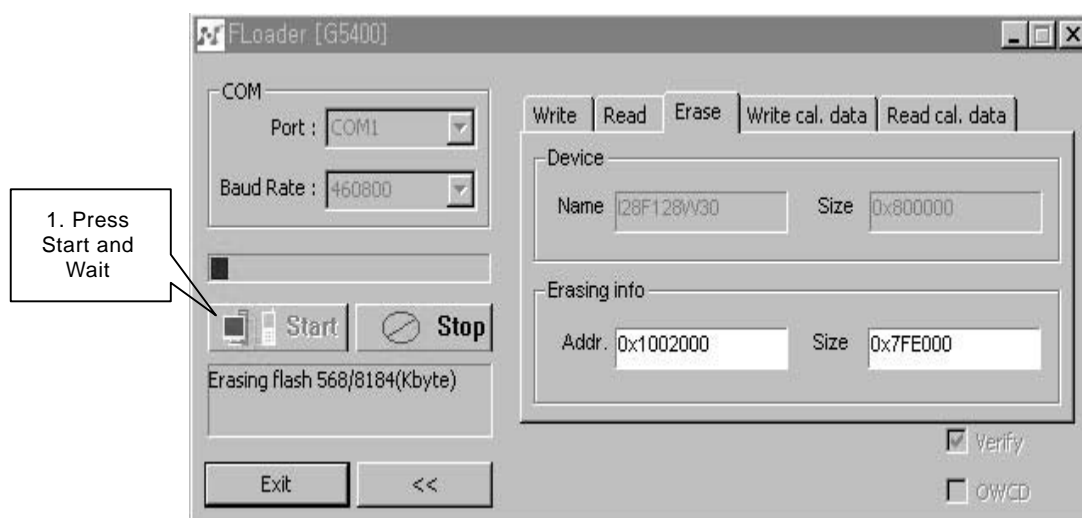 FLoader [G5400]
COM
Port : COM1
Baud Rate : 460800
1. Press
Start and
Wait
Start
Stop
Erasing flash 568/8184(Kbyte)
Exit
<<
Write
Read
Erase
Write cal. data
Read cal. data
Device
Name I28F128W30
Size 0x800000
Erasing info
Addr. 0x1002000
Size 0x7FE000
Verify
OWCD